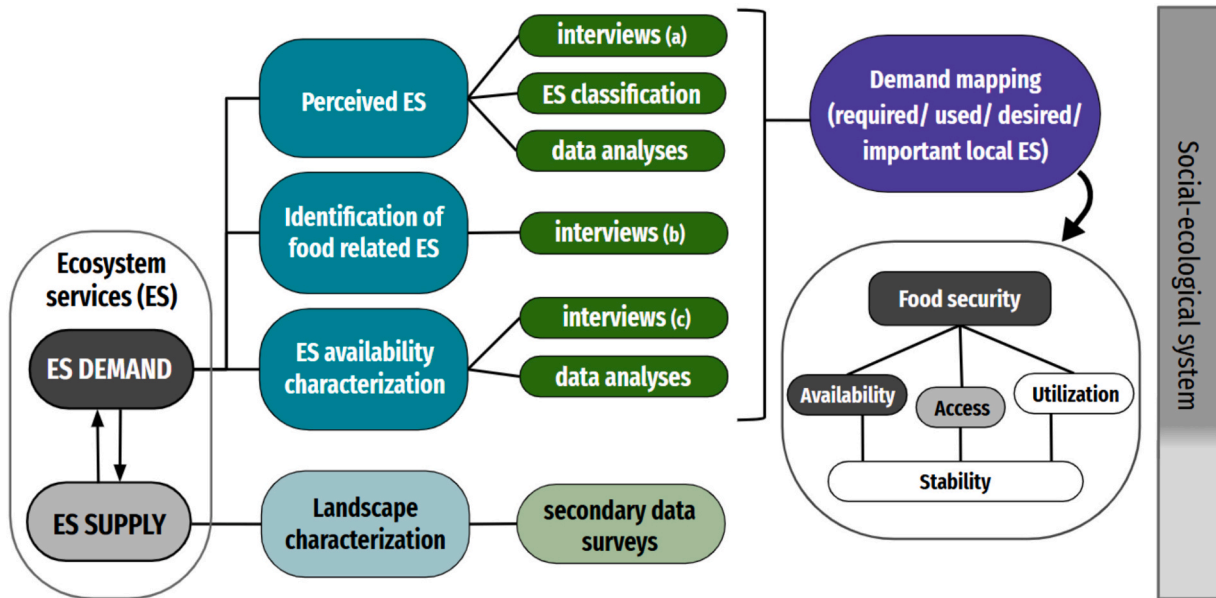 Ecosystem
services (ES)
ES DEMAND
ES SUPPLY
Perceived ES
Identification of
food related ES
ES availability
characterization
Landscape
characterization
interviews (a)
ES classification
data analyses
interviews (b)
interviews (c)
data analyses
secondary data
surveys
Demand mapping
(required/ used/ desired/
important local ES)
Food security
Availability
Access
Utilization
Stability
Social-ecological system